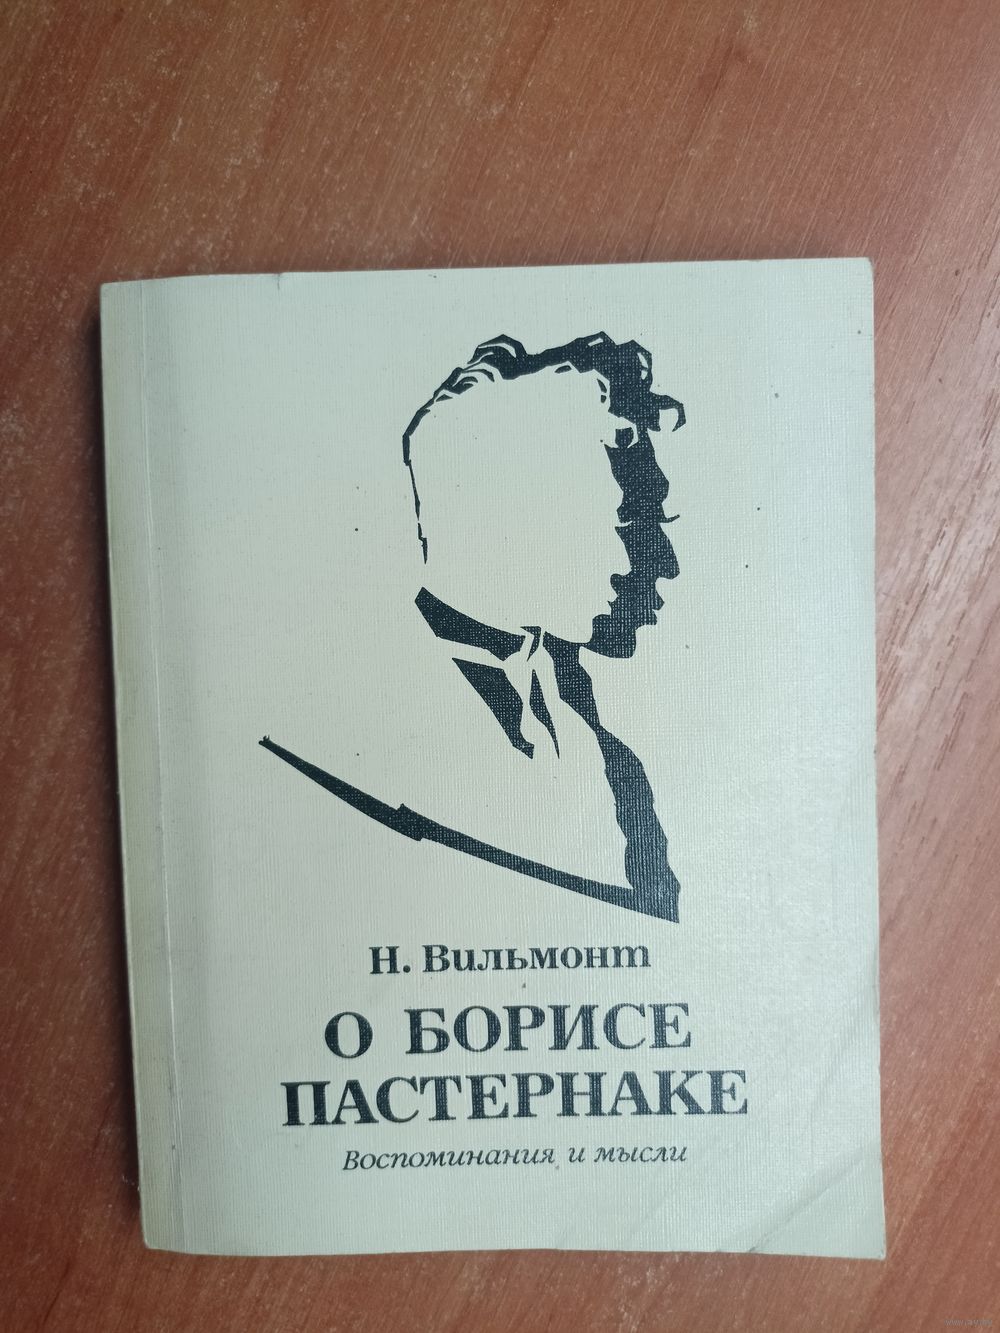 Н. Вильмонт
О БОРИСЕ
ПАСТЕРНАКЕ
Воспоминания и мысли